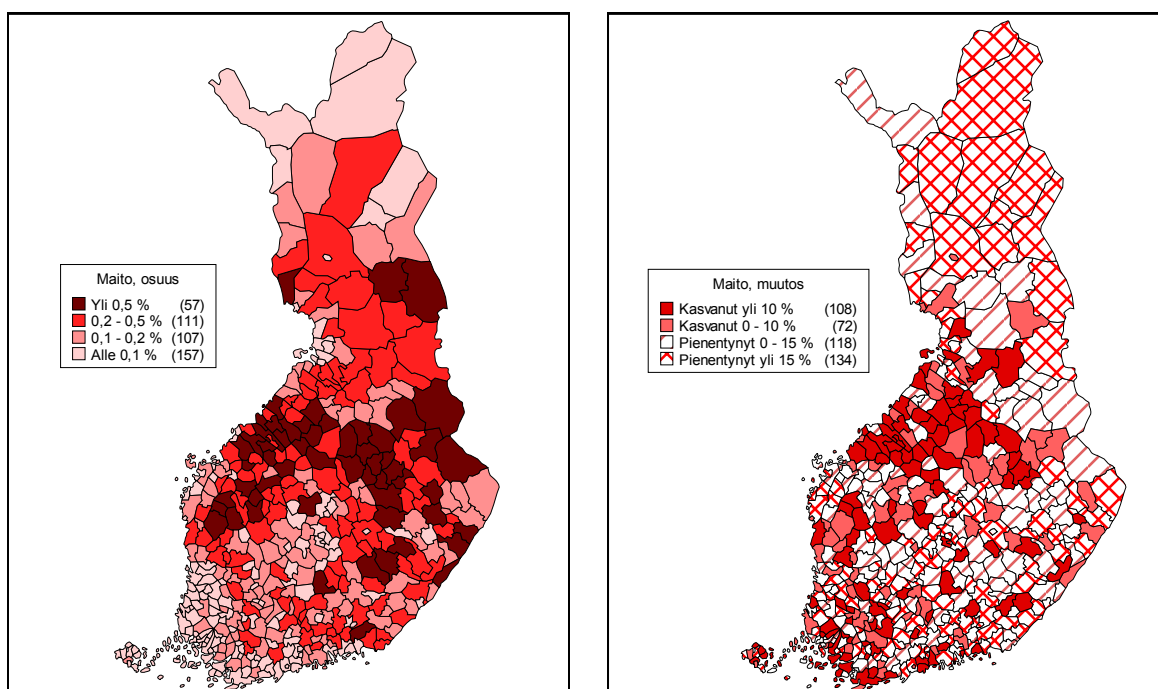 Maito, osuus
Yli 0,5 % (57)
0,2 - 0,5 % (111)
0,1 - 0,2 % (107)
Alle 0,1 % (157)
Maito, muutos
Kasvanut yli 10 % (108)
Kasvanut 0 - 10 % (72)
Pienentynyt 0 - 15 % (118)
Pienentynyt yli 15 % (134)